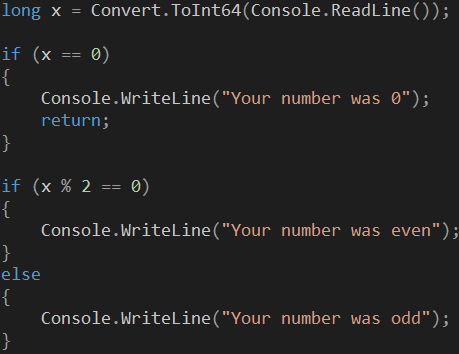 long x = Convert.ToInt64(Console.ReadLine());
if (x == 0)
{
    Console.WriteLine("Your number was 0");
    return;
}
if (x % 2 == 0)
{
    Console.WriteLine("Your number was even");
}
else
{
    Console.WriteLine("Your number was odd");
}